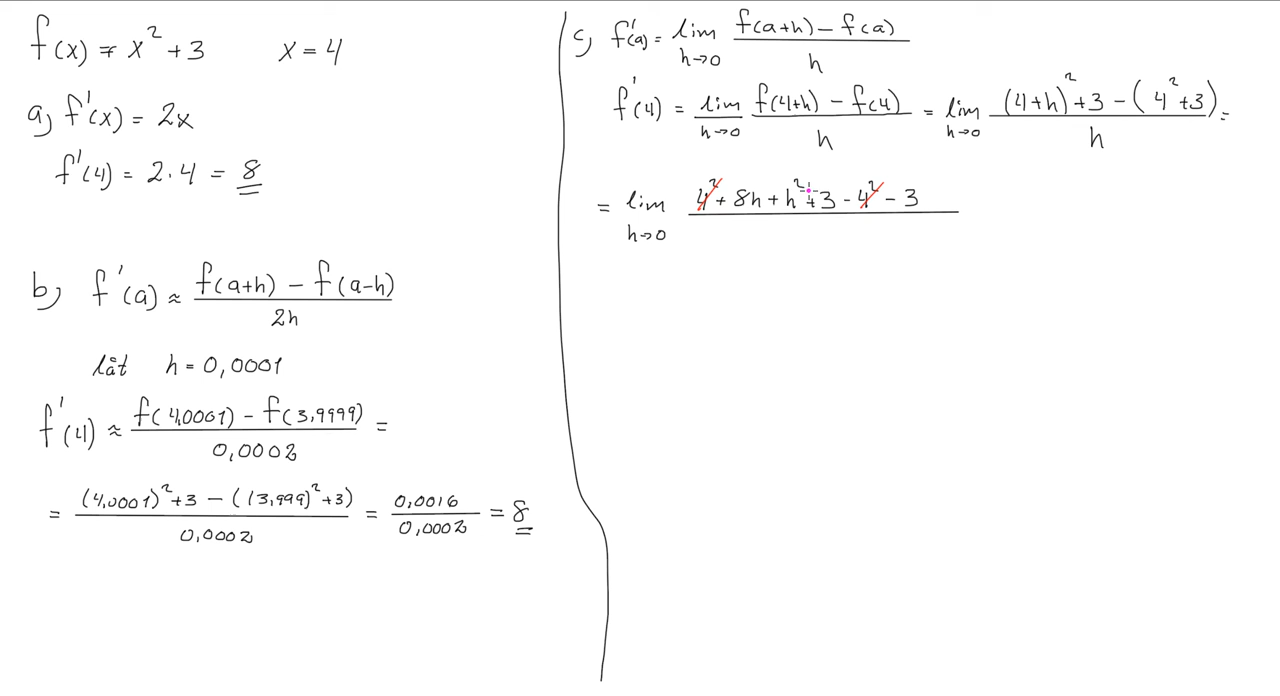 f(x) = x² + 3    x = 4
a) f'(x) = 2x
f'(4) = 2 · 4 = 8
b) f'(a) ≈ (f(a+h) − f(a−h)) / 2h
låt h = 0,0001
f'(4) ≈ (f(4,0001) − f(3,9999)) / 0,0002 =
= ((4,0001)² + 3 − ((3,999)² + 3)) / 0,0002 = 0,0016 / 0,0002 = 8
c) f'(a) = lim h→0 (f(a+h) − f(a)) / h
f'(4) = lim h→0 (f(4+h) − f(4)) / h = lim h→0 ((4+h)² + 3 − (4² + 3)) / h =
= lim h→0 4² + 8h + h² + 3 − 4² − 3